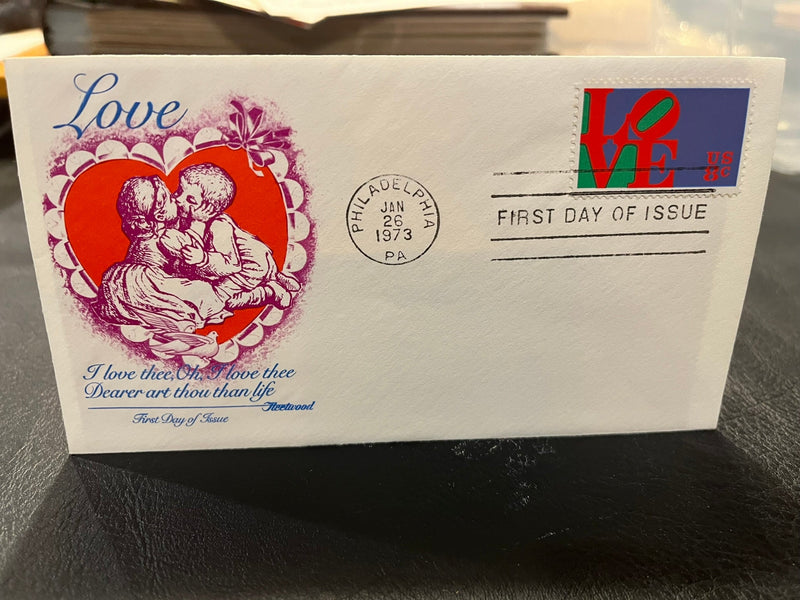 Love
LOVE
US
8¢
PHILADELPHIA
JAN
26
1973
PA
FIRST DAY OF ISSUE
I love thee, Oh, I love thee
Dearer art thou than life
Fleetwood
First Day of Issue